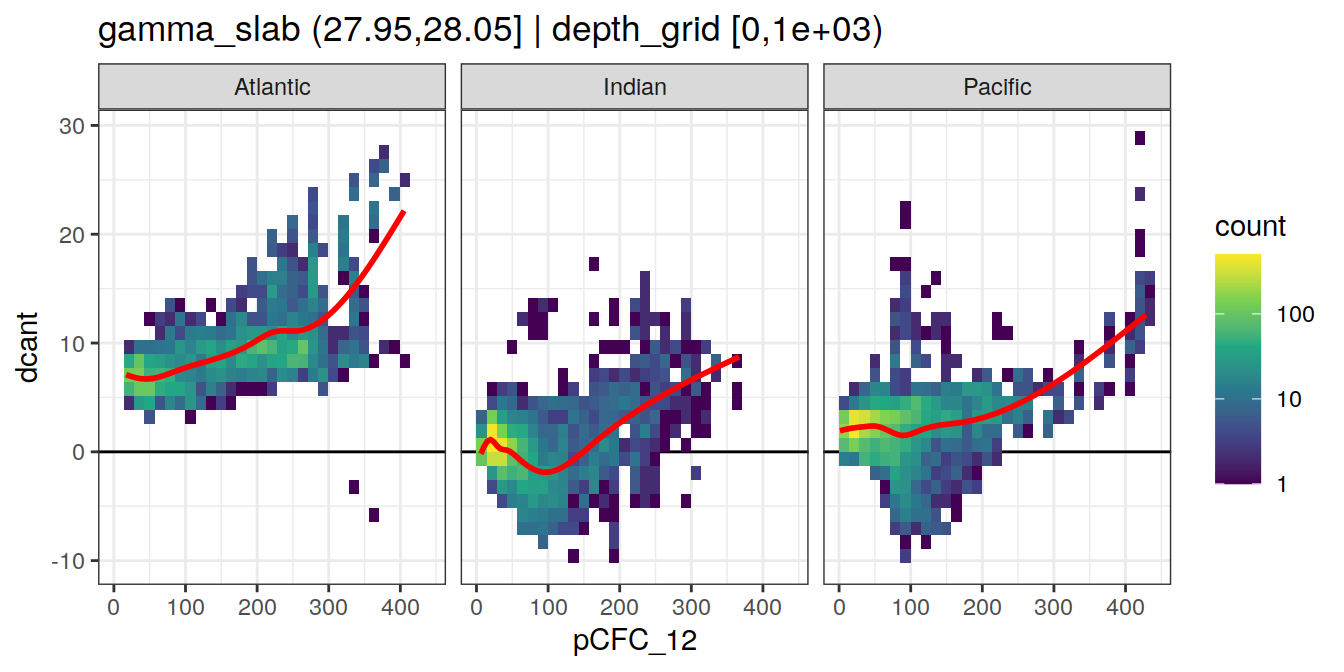 gamma_slab (27.95,28.05] | depth_grid [0,1e+03)
Atlantic Indian Pacific
30
20
10
0
-10
dcant
0 100 200 300 400 0 100 200 300 400 0 100 200 300 400
pCFC_12
count
100
10
1